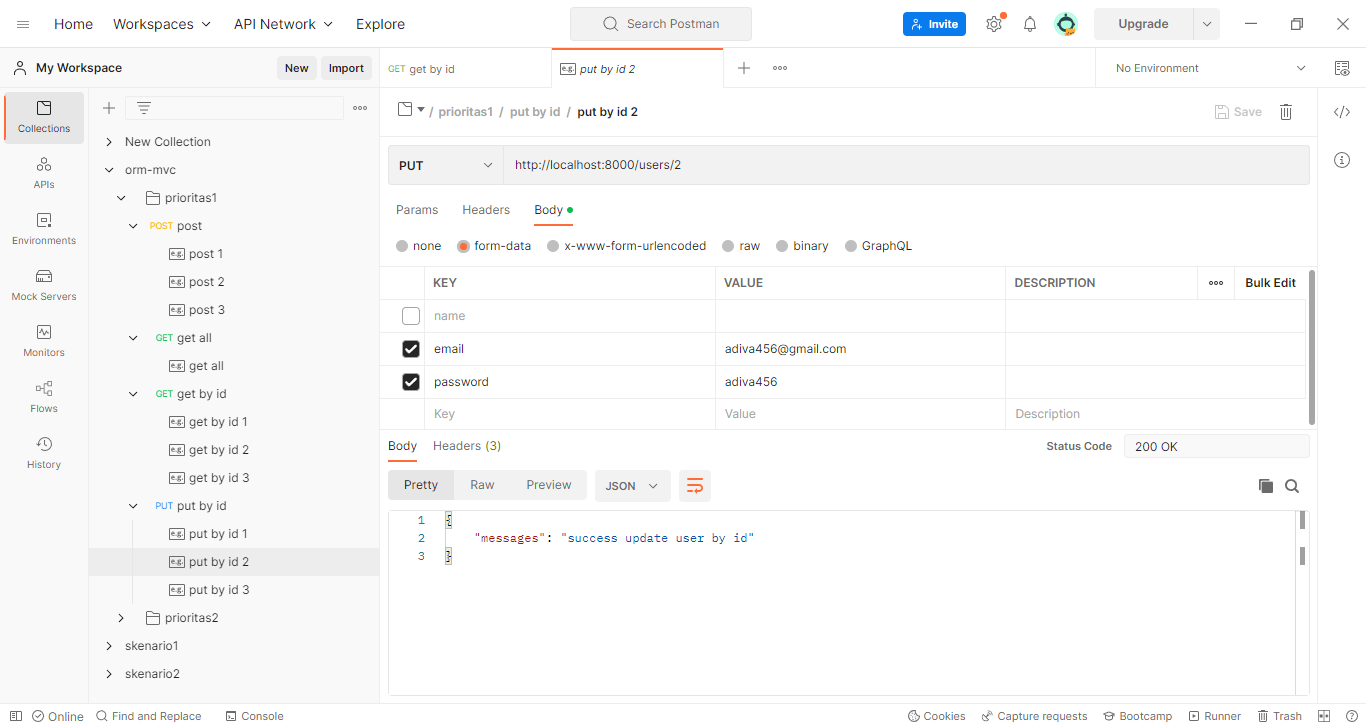 Home Workspaces API Network Explore Search Postman Invite Upgrade
My Workspace New Import GET get by id e.g. put by id 2 No Environment
Collections
APIs
Environments
Mock Servers
Monitors
Flows
History
New Collection
orm-mvc
prioritas1
POST post
e.g. post 1
e.g. post 2
e.g. post 3
GET get all
e.g. get all
GET get by id
e.g. get by id 1
e.g. get by id 2
e.g. get by id 3
PUT put by id
e.g. put by id 1
e.g. put by id 2
e.g. put by id 3
prioritas2
skenario1
skenario2
/ prioritas1 / put by id / put by id 2 Save
PUT http://localhost:8000/users/2
Params Headers Body
none form-data x-www-form-urlencoded raw binary GraphQL
KEY VALUE DESCRIPTION Bulk Edit
name
email adiva456@gmail.com
password adiva456
Key Value Description
Body Headers (3) Status Code 200 OK
Pretty Raw Preview JSON
1 {
2 "messages": "success update user by id"
3 }
Online Find and Replace Console Cookies Capture requests Bootcamp Runner Trash